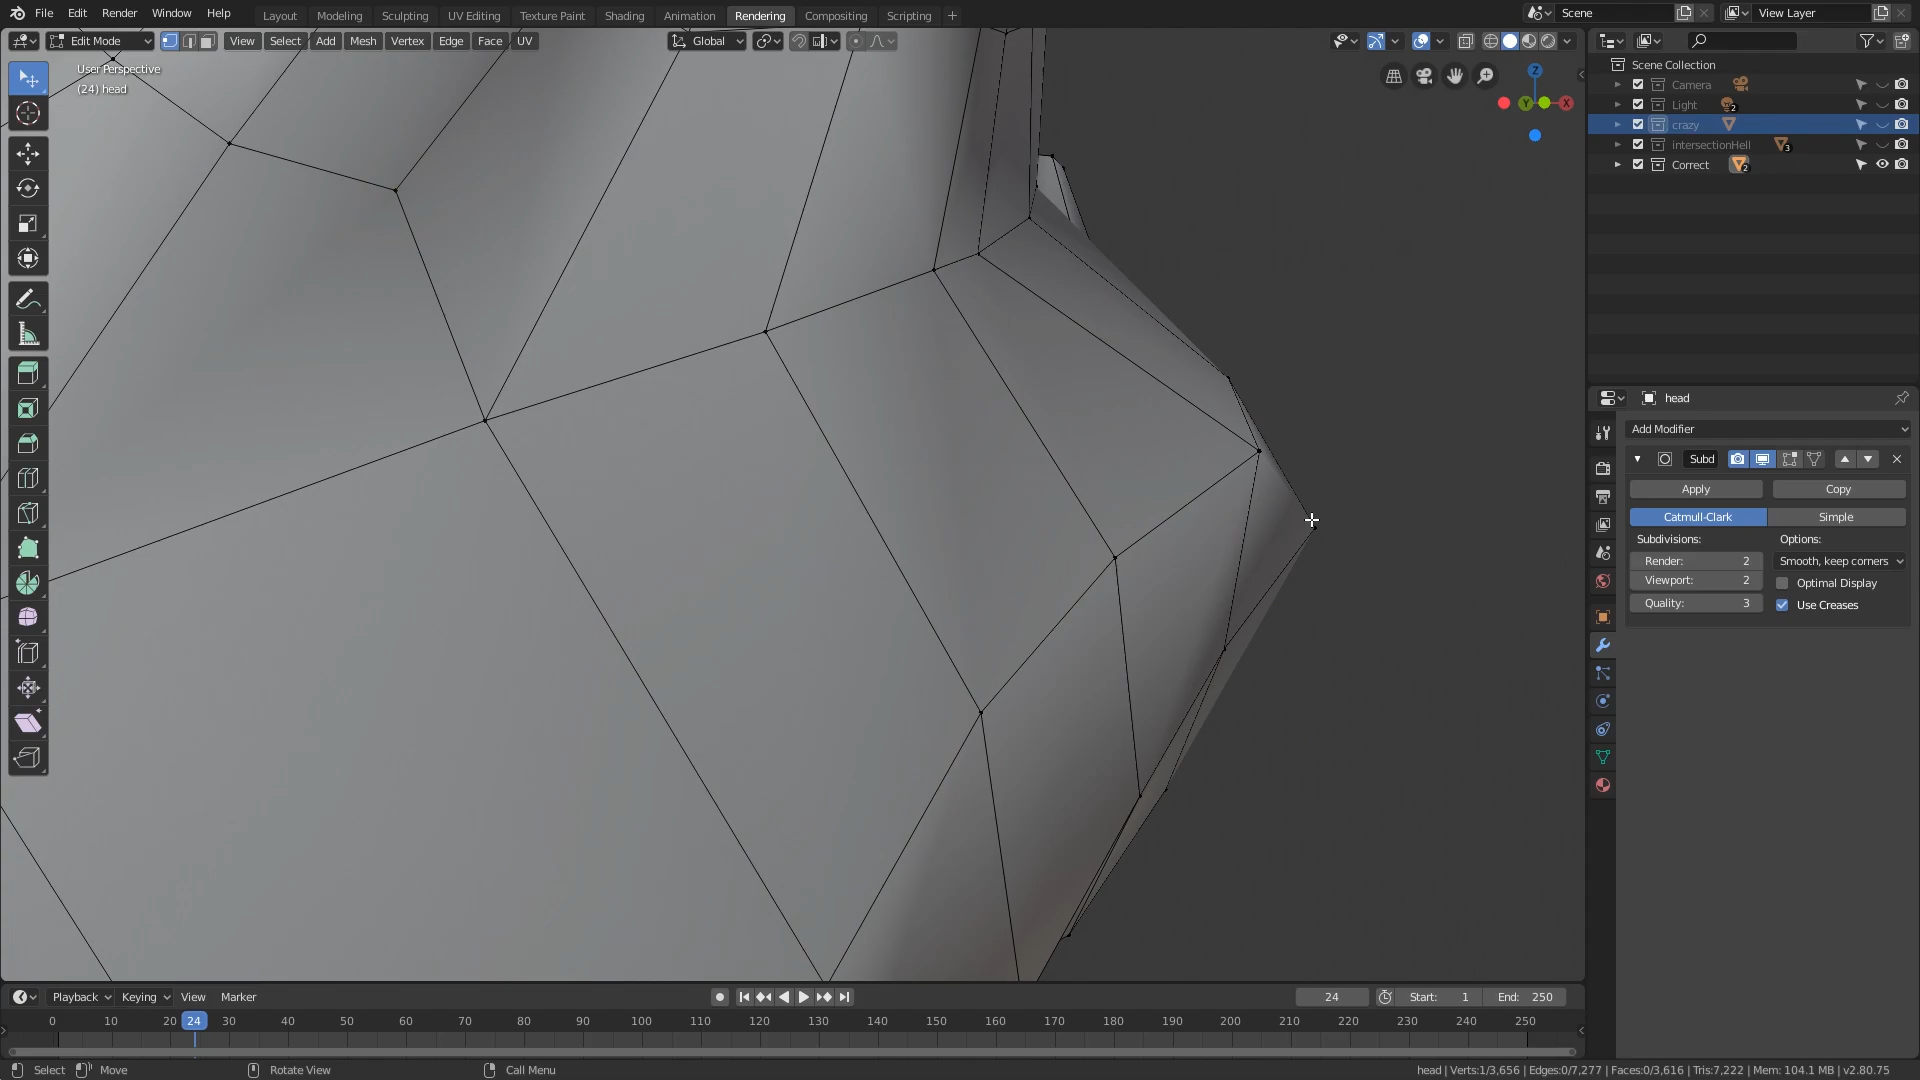 File Edit Render Window Help Layout Modeling Sculpting UV Editing Texture Paint Shading Animation Rendering Compositing Scripting + Scene View Layer
Edit Mode View Select Add Mesh Vertex Edge Face UV Global
User Perspective
(24) head
Z
Y X
Scene Collection
Camera
Light 2
crazy
intersectionHell 3
Correct 2
head
Add Modifier
Subd
Apply Copy
Catmull-Clark Simple
Subdivisions: Options:
Render: 2 Smooth, keep corners
Viewport: 2 Optimal Display
Quality: 3 Use Creases
Playback Keying View Marker 24 Start: 1 End: 250
0 10 20 24 30 40 50 60 70 80 90 100 110 120 130 140 150 160 170 180 190 200 210 220 230 240 250
Select Move Rotate View Call Menu head | Verts:1/3,656 | Edges:0/7,277 | Faces:0/3,616 | Tris:7,222 | Mem: 104.1 MB | v2.80.75